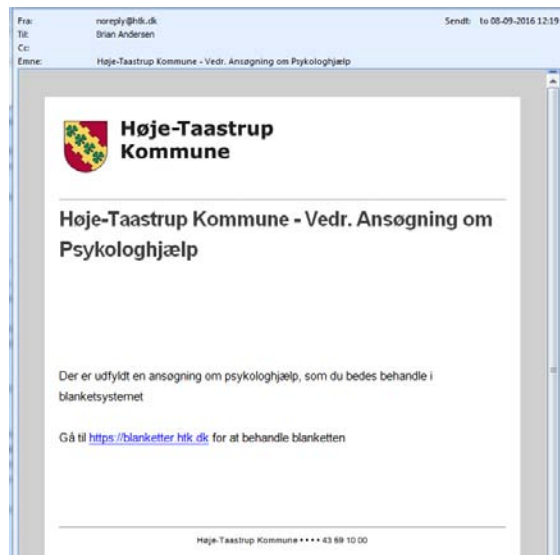 Fra: noreply@htk.dk Sendt: to 08-09-2016 12:19
Til: Brian Andersen
Cc:
Emne: Høje-Taastrup Kommune - Vedr. Ansøgning om Psykologhjælp
Høje-Taastrup
Kommune
Høje-Taastrup Kommune - Vedr. Ansøgning om
Psykologhjælp
Der er udfyldt en ansøgning om psykologhjælp, som du bedes behandle i
blanketsystemet
Gå til https://blanketter.htk.dk for at behandle blanketten
Høje-Taastrup Kommune • • • • 43 69 10 00